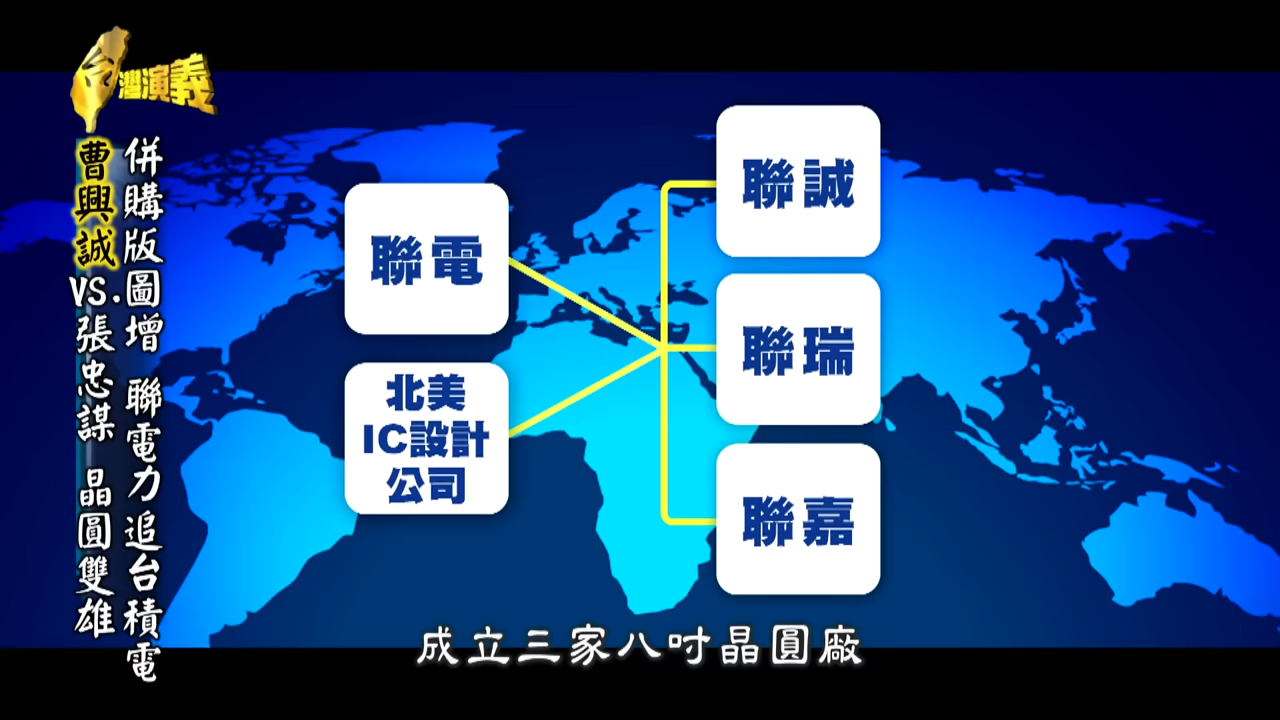 台灣演義
併購版圖增 聯電力追台積電
曹興誠VS.張忠謀 晶圓雙雄
聯電
北美
IC設計
公司
聯誠
聯瑞
聯嘉
成立三家八吋晶圓廠